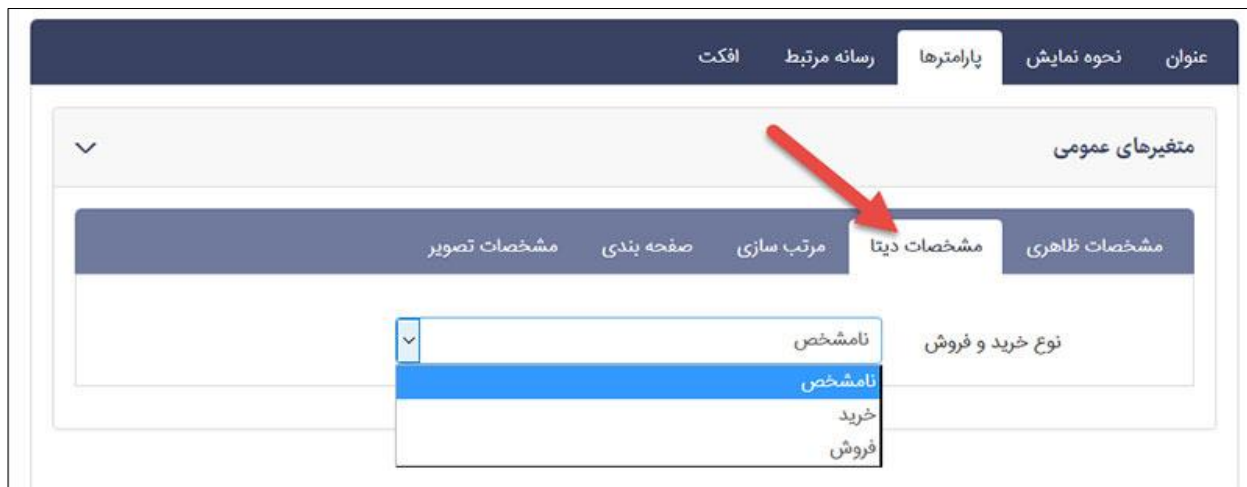 عنوان نحوه نمایش پارامترها رسانه مرتبط افکت
متغیرهای عمومی
مشخصات ظاهری مشخصات دیتا مرتب سازی صفحه بندی مشخصات تصویر
نوع خرید و فروش نامشخص
نامشخص
خرید
فروش